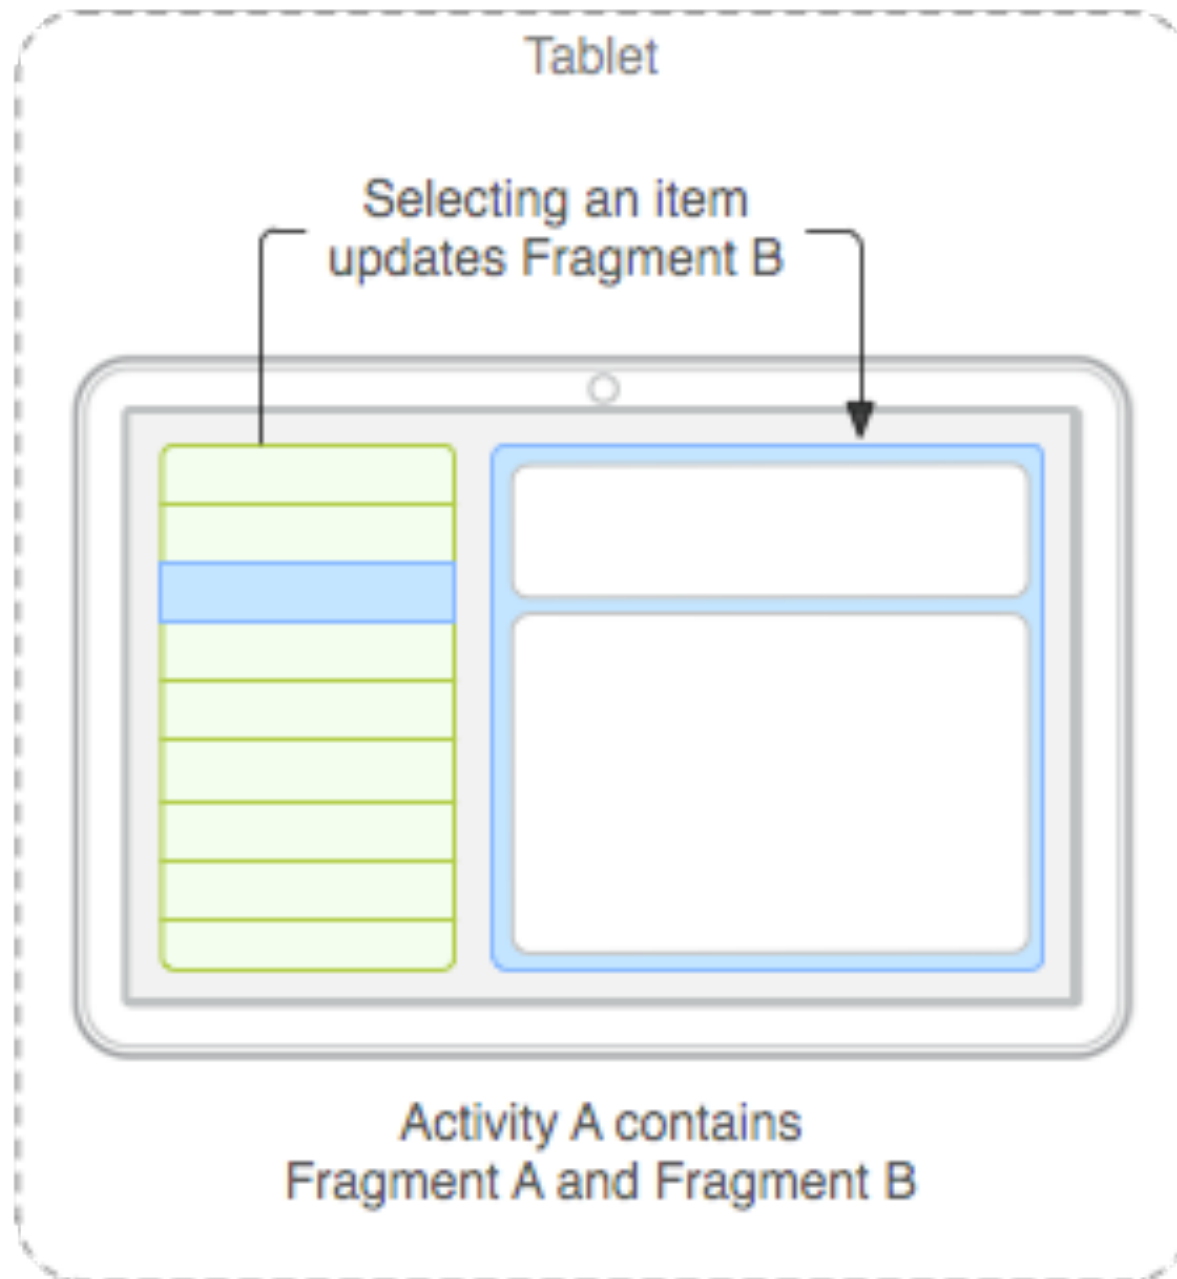 Tablet
Selecting an item
updates Fragment B
Activity A contains
Fragment A and Fragment B